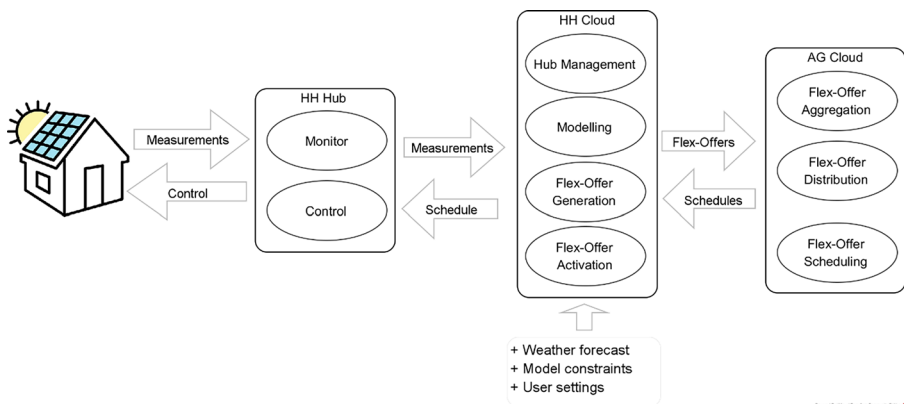 HH Hub
Monitor
Control
Measurements
Control
Measurements
Schedule
HH Cloud
Hub Management
Modelling
Flex-Offer
Generation
Flex-Offer
Activation
Flex-Offers
Schedules
AG Cloud
Flex-Offer
Aggregation
Flex-Offer
Distribution
Flex-Offer
Scheduling
+ Weather forecast
+ Model constraints
+ User settings